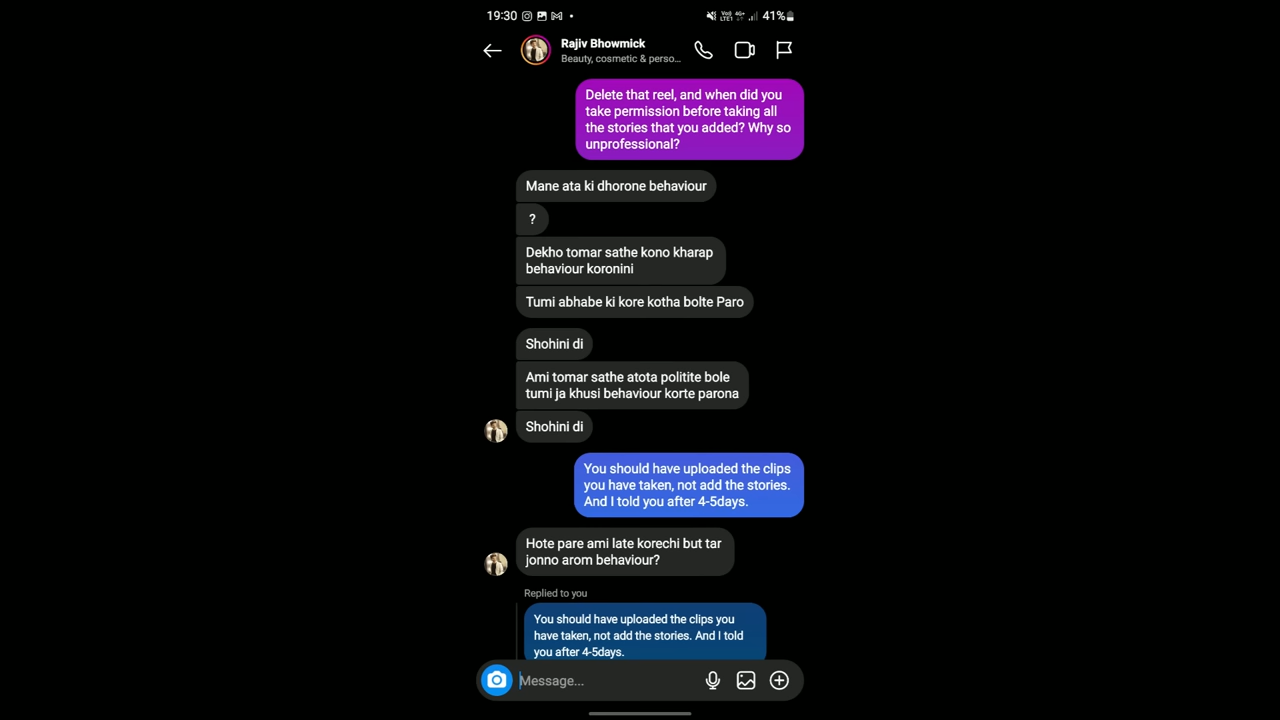 19:30
Vo)) 4G+
LTE1
41%
Rajiv Bhowmick
Beauty, cosmetic & perso...
Delete that reel, and when did you
take permission before taking all
the stories that you added? Why so
unprofessional?
Mane ata ki dhorone behaviour
?
Dekho tomar sathe kono kharap
behaviour koronini
Tumi abhabe ki kore kotha bolte Paro
Shohini di
Ami tomar sathe atota politite bole
tumi ja khusi behaviour korte parona
Shohini di
You should have uploaded the clips
you have taken, not add the stories.
And I told you after 4-5days.
Hote pare ami late korechi but tar
jonno arom behaviour?
Replied to you
You should have uploaded the clips you
have taken, not add the stories. And I told
you after 4-5days.
Message...